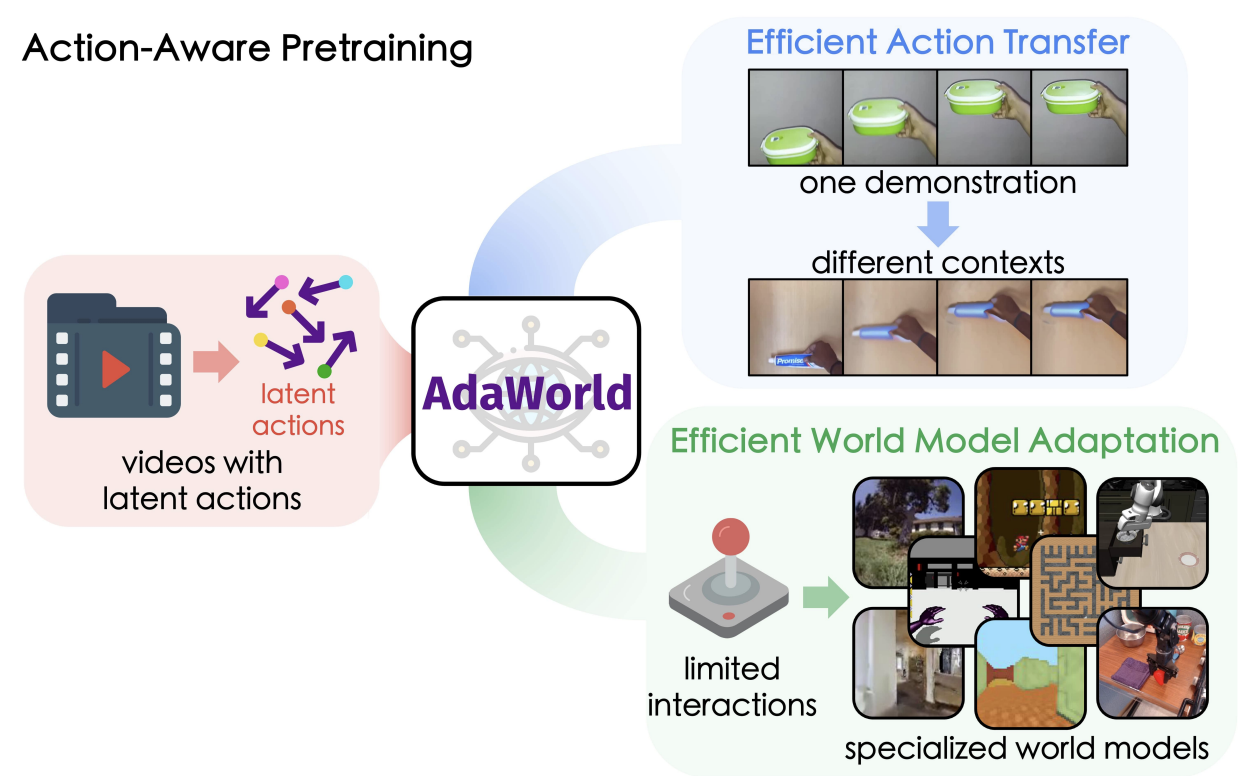 Action-Aware Pretraining
Efficient Action Transfer
one demonstration
different contexts
Promise
latent
actions
videos with
latent actions
AdaWorld
Efficient World Model Adaptation
limited
interactions
specialized world models